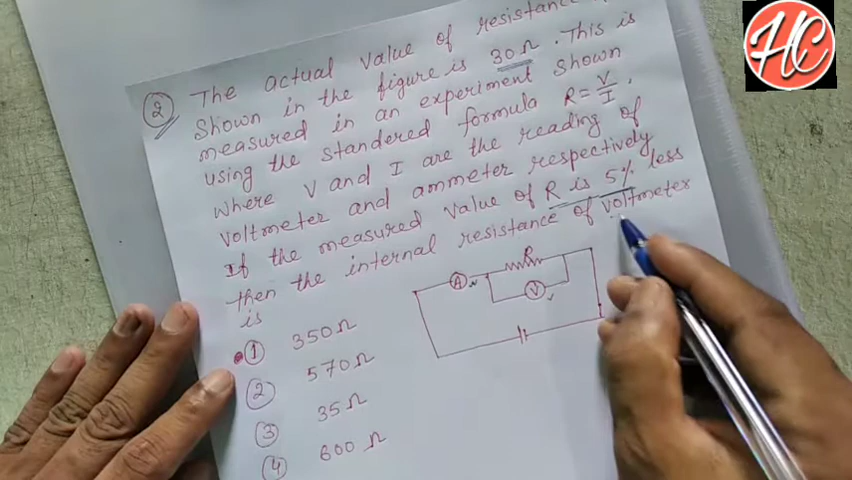 HC
② The actual value of resistance
shown in the figure is 30Ω. This is
measured in an experiment shown
using the standered formula R = V/I,
where V and I are the reading of
voltmeter and ammeter respectively
If the measured value of R is 5% less
then the internal resistance of voltmeter
is
① 350Ω
② 570Ω
③ 35Ω
④ 600Ω
R
A
V